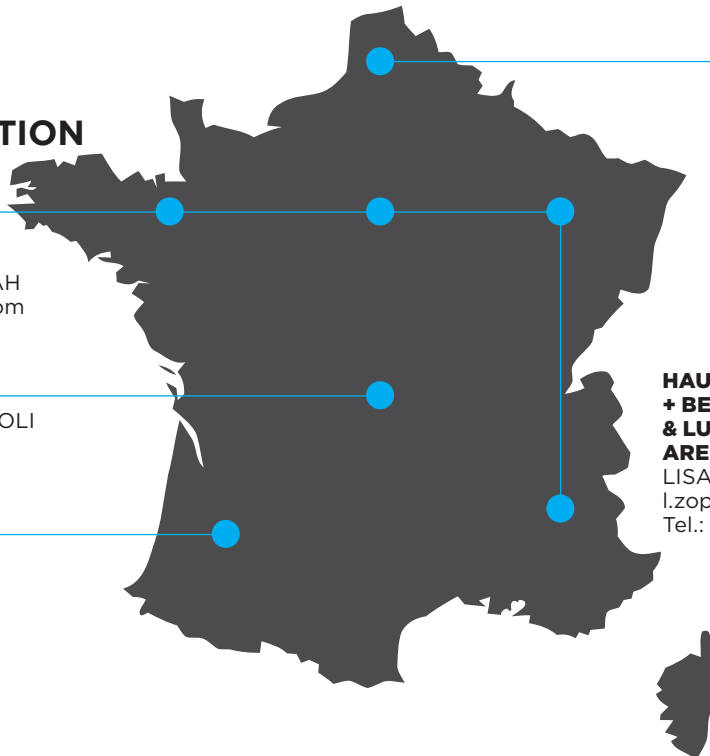 TION
AH
om
OLI
HAU
+ BE
& LU
ARE
LISA
l.zop
Tel.: